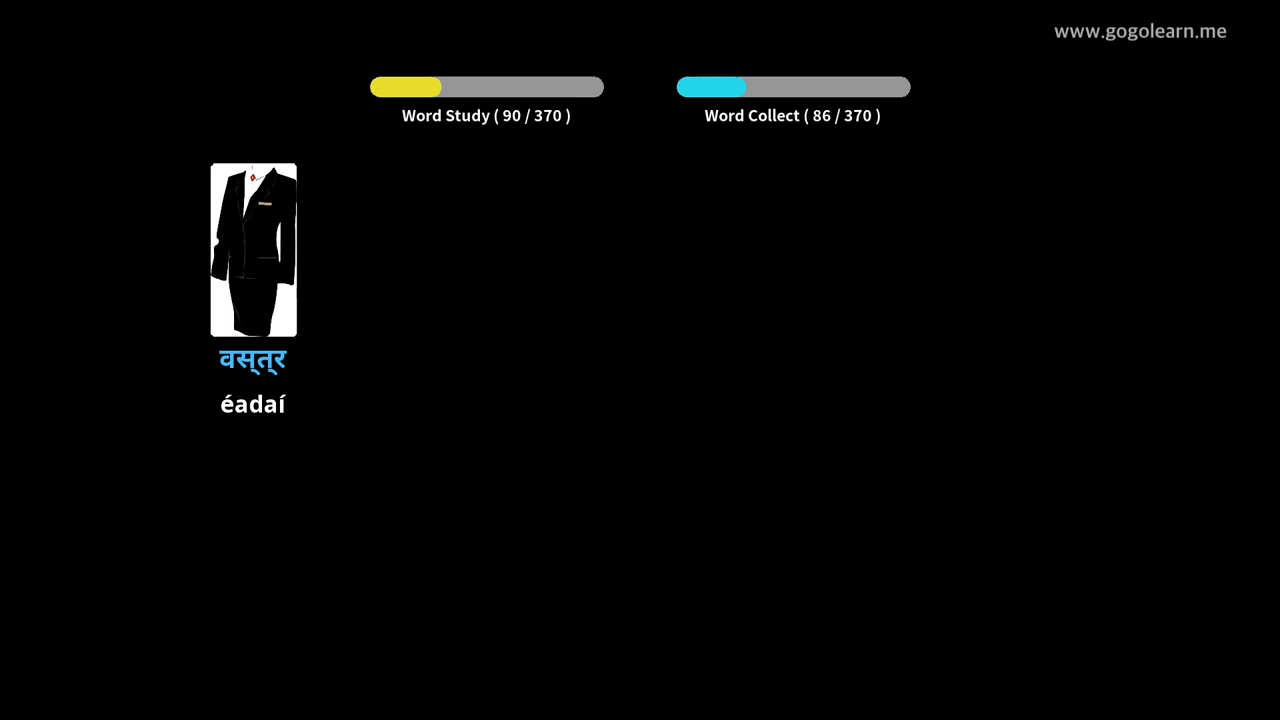 www.gogolearn.me
Word Study ( 90 / 370 )
Word Collect ( 86 / 370 )
वस्‌त्‌र
éadaí